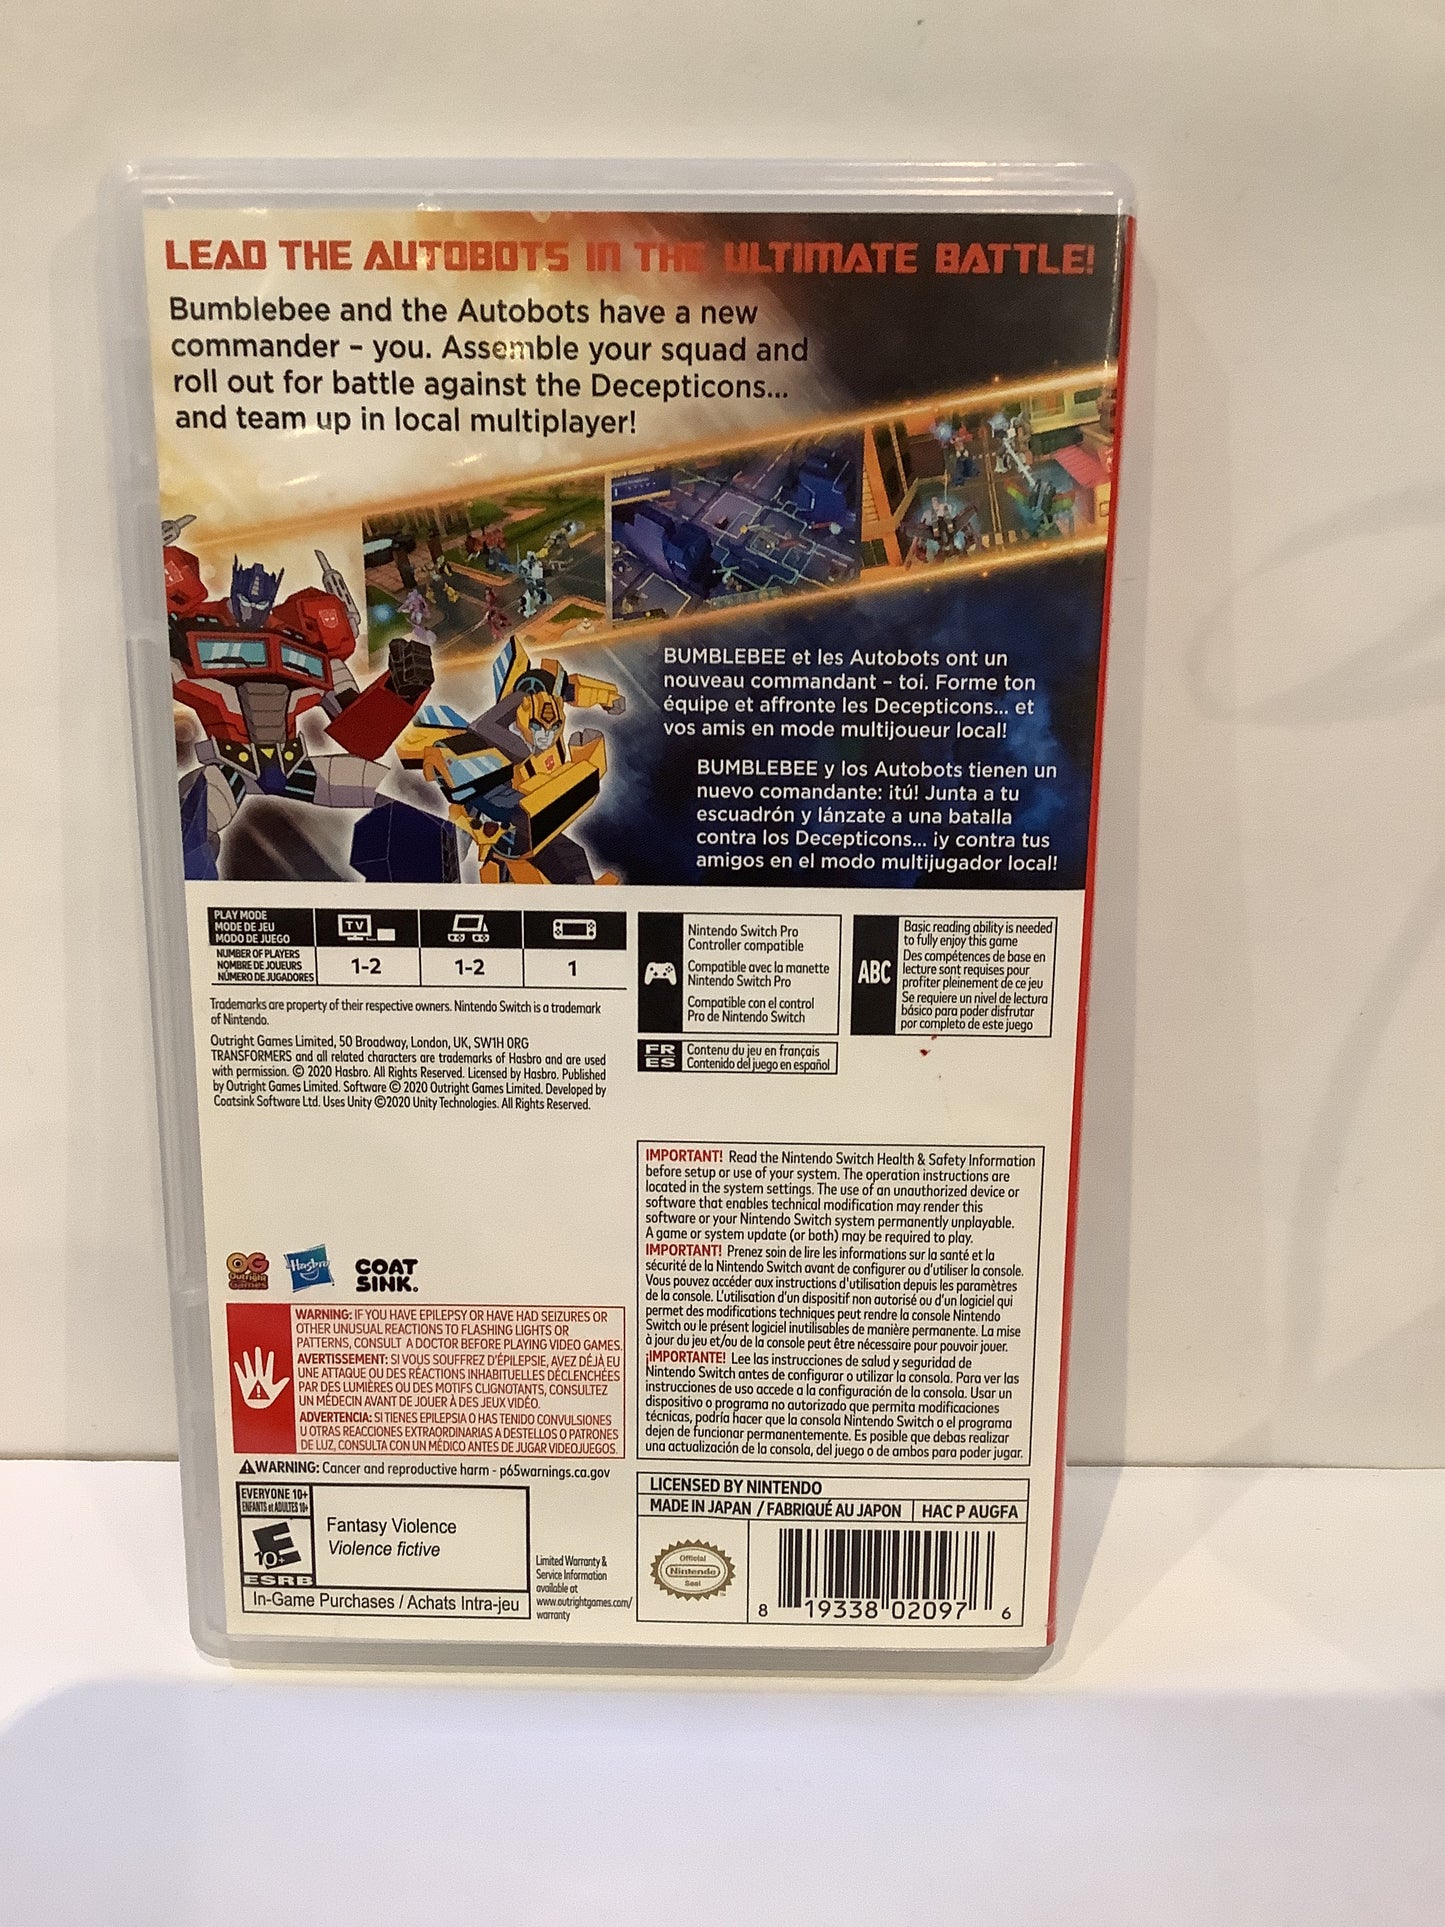 LEAD THE AUTOBOTS IN THE ULTIMATE BATTLE!
Bumblebee and the Autobots have a new
commander – you. Assemble your squad and
roll out for battle against the Decepticons...
and team up in local multiplayer!
BUMBLEBEE et les Autobots ont un
nouveau commandant – toi. Forme ton
équipe et affronte les Decepticons... et
vos amis en mode multijoueur local!
BUMBLEBEE y los Autobots tienen un
nuevo comandante: ¡tú! Junta a tu
escuadrón y lánzate a una batalla
contra los Decepticons... ¡y contra tus
amigos en el modo multijugador local!
PLAY MODE
MODE DE JEU
MODO DE JUEGO
TV
NUMBER OF PLAYERS
NOMBRE DE JOUEURS
NÚMERO DE JUGADORES
1-2
1-2
1
Nintendo Switch Pro
Controller compatible
Compatible avec la manette
Nintendo Switch Pro
Compatible con el control
Pro de Nintendo Switch
ABC
Basic reading ability is needed
to fully enjoy this game
Des compétences de base en
lecture sont requises pour
profiter pleinement de ce jeu
Se requiere un nivel de lectura
básico para poder disfrutar
por completo de este juego
FR
ES
Contenu du jeu en français
Contenido del juego en español
Trademarks are property of their respective owners. Nintendo Switch is a trademark
of Nintendo.
Outright Games Limited, 50 Broadway, London, UK, SW1H 0RG
TRANSFORMERS and all related characters are trademarks of Hasbro and are used
with permission. © 2020 Hasbro. All Rights Reserved. Licensed by Hasbro. Published
by Outright Games Limited. Software © 2020 Outright Games Limited. Developed by
Coatsink Software Ltd. Uses Unity ©2020 Unity Technologies. All Rights Reserved.
IMPORTANT! Read the Nintendo Switch Health & Safety Information
before setup or use of your system. The operation instructions are
located in the system settings. The use of an unauthorized device or
software that enables technical modification may render this
software or your Nintendo Switch system permanently unplayable.
A game or system update (or both) may be required to play.
IMPORTANT! Prenez soin de lire les informations sur la santé et la
sécurité de la Nintendo Switch avant de configurer ou d'utiliser la console.
Vous pouvez accéder aux instructions d'utilisation depuis les paramètres
de la console. L'utilisation d'un dispositif non autorisé ou d'un logiciel qui
permet des modifications techniques peut rendre la console Nintendo
Switch ou le présent logiciel inutilisables de manière permanente. La mise
à jour du jeu et/ou de la console peut être nécessaire pour pouvoir jouer.
¡IMPORTANTE! Lee las instrucciones de salud y seguridad de
Nintendo Switch antes de configurar o utilizar la consola. Para ver las
instrucciones de uso accede a la configuración de la consola. Usar un
dispositivo o programa no autorizado que permita modificaciones
técnicas, podría hacer que la consola Nintendo Switch o el programa
dejen de funcionar permanentemente. Es posible que debas realizar
una actualización de la consola, del juego o de ambos para poder jugar.
OG
Outright
Games
Hasbro
COAT
SINK.
WARNING: IF YOU HAVE EPILEPSY OR HAVE HAD SEIZURES OR
OTHER UNUSUAL REACTIONS TO FLASHING LIGHTS OR
PATTERNS, CONSULT A DOCTOR BEFORE PLAYING VIDEO GAMES.
AVERTISSEMENT: SI VOUS SOUFFREZ D'ÉPILEPSIE, AVEZ DÉJÀ EU
UNE ATTAQUE OU DES RÉACTIONS INHABITUELLES DÉCLENCHÉES
PAR DES LUMIÈRES OU DES MOTIFS CLIGNOTANTS, CONSULTEZ
UN MÉDECIN AVANT DE JOUER À DES JEUX VIDÉO.
ADVERTENCIA: SI TIENES EPILEPSIA O HAS TENIDO CONVULSIONES
U OTRAS REACCIONES EXTRAORDINARIAS A DESTELLOS O PATRONES
DE LUZ, CONSULTA CON UN MÉDICO ANTES DE JUGAR VIDEOJUEGOS.
WARNING: Cancer and reproductive harm - p65warnings.ca.gov
EVERYONE 10+
ENFANTS et ADULTES 10+
E
10+
ESRB
Fantasy Violence
Violence fictive
In-Game Purchases / Achats Intra-jeu
Limited Warranty &
Service Information
available at
www.outrightgames.com/
warranty
LICENSED BY NINTENDO
MADE IN JAPAN / FABRIQUÉ AU JAPON
HAC P AUGFA
Official
Nintendo
Seal
8 19338 02097 6